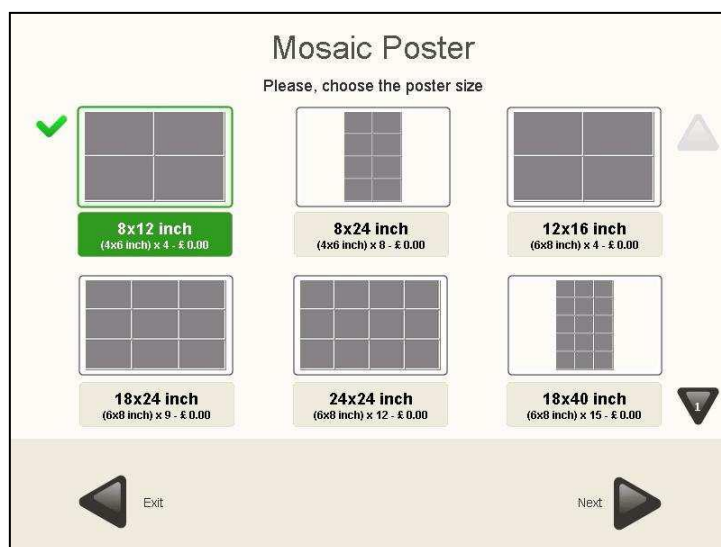 Mosaic Poster
Please, choose the poster size
8x12 inch
(4x6 inch) x 4 - £ 0.00
8x24 inch
(4x6 inch) x 8 - £ 0.00
12x16 inch
(6x8 inch) x 4 - £ 0.00
18x24 inch
(6x8 inch) x 9 - £ 0.00
24x24 inch
(6x8 inch) x 12 - £ 0.00
18x40 inch
(6x8 inch) x 15 - £ 0.00
1
Exit
Next